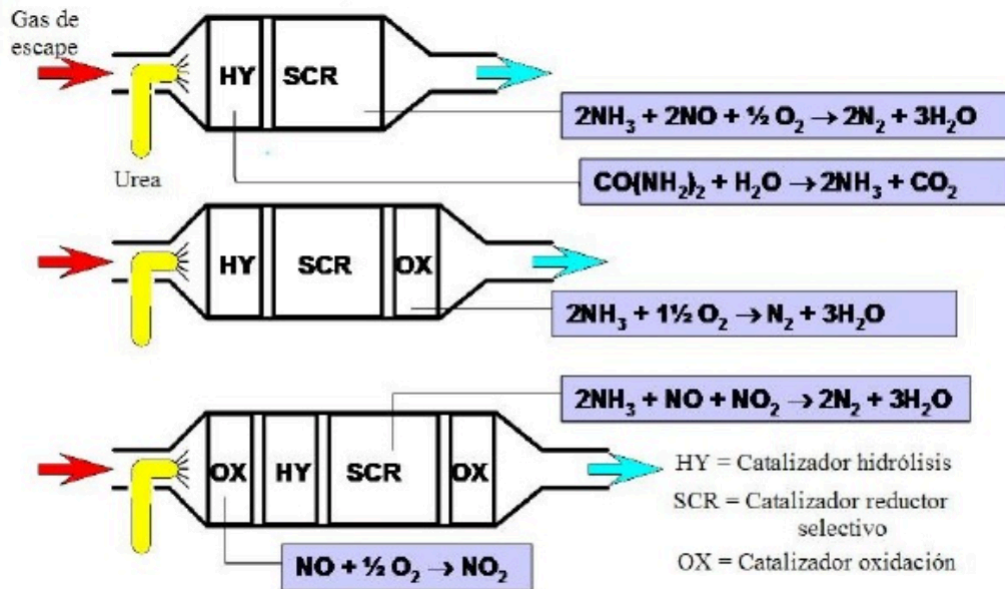 Gas de
escape
HY SCR
2NH₃ + 2NO + ½ O₂ → 2N₂ + 3H₂O
Urea
CO(NH₂)₂ + H₂O → 2NH₃ + CO₂
HY SCR OX
2NH₃ + 1½ O₂ → N₂ + 3H₂O
2NH₃ + NO + NO₂ → 2N₂ + 3H₂O
OX HY SCR OX
HY = Catalizador hidrólisis
SCR = Catalizador reductor
selectivo
OX = Catalizador oxidación
NO + ½ O₂ → NO₂